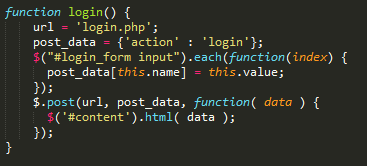 function login() {
    url = 'login.php';
    post_data = {'action' : 'login'};
    $("#login_form input").each(function(index) {
      post_data[this.name] = this.value;
    });
    $.post(url, post_data, function( data ) {
      $('#content').html( data );
    });
}